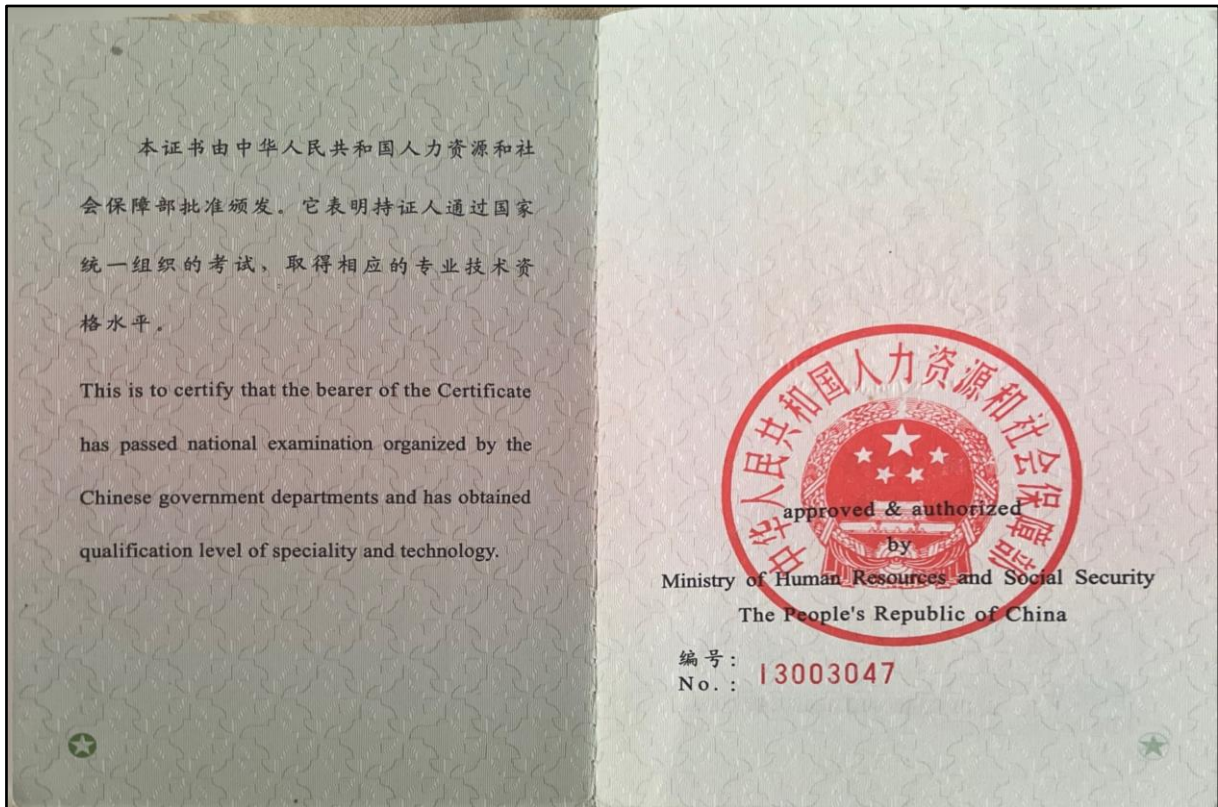 本证书由中华人民共和国人力资源和社
会保障部批准颁发。它表明持证人通过国家
统一组织的考试、取得相应的专业技术资
格水平。
This is to certify that the bearer of the Certificate
has passed national examination organized by the
Chinese government departments and has obtained
qualification level of speciality and technology.
中华人民共和国人力资源和社会保障部
approved & authorized
by
Ministry of Human Resources and Social Security
The People's Republic of China
编号:
No.: 13003047